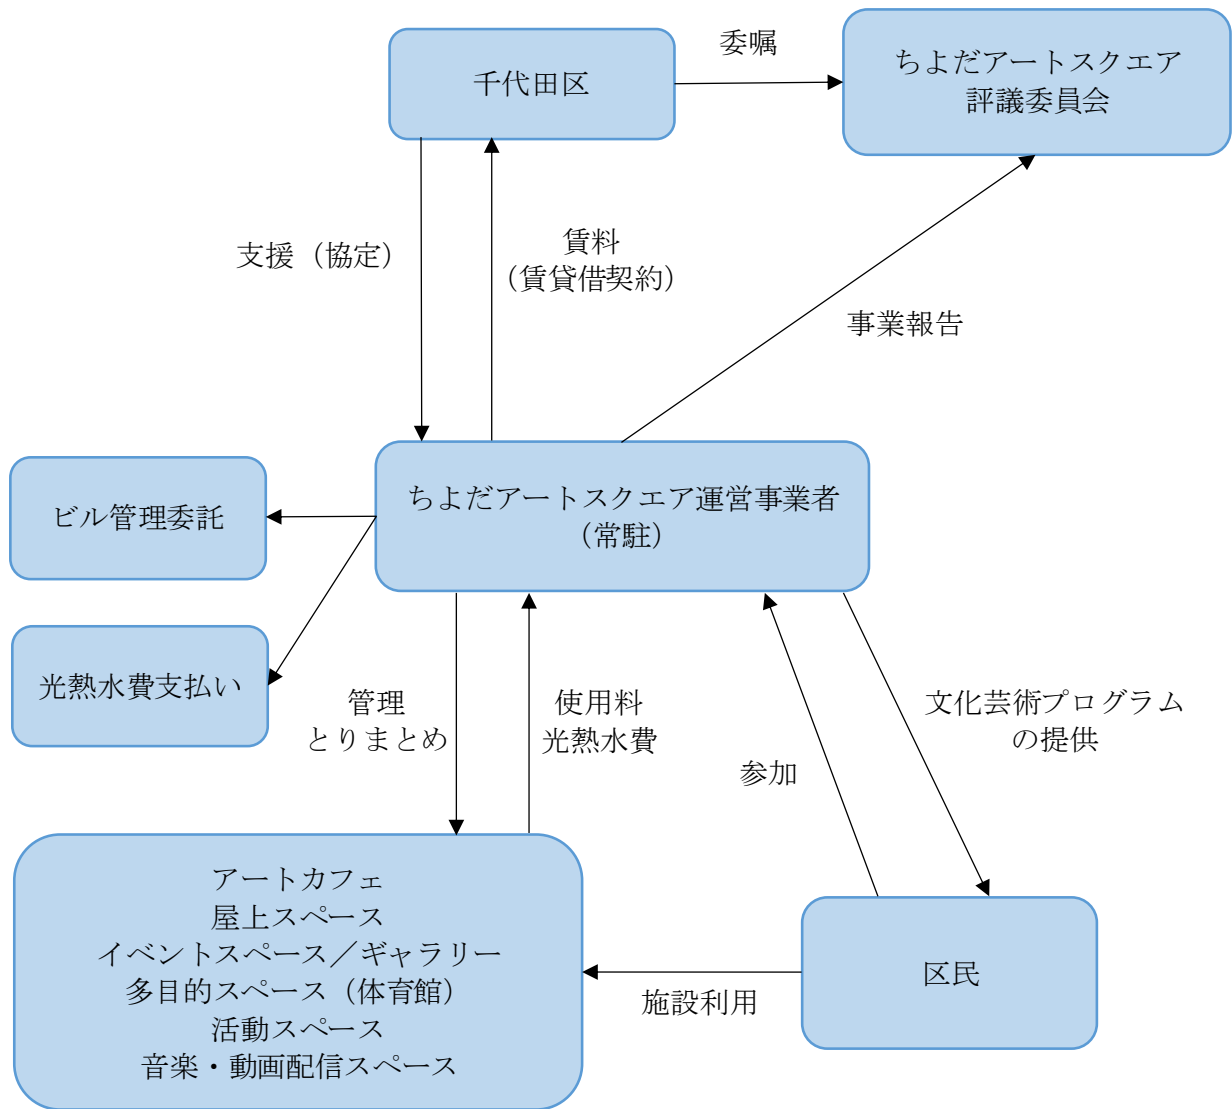 委嘱
千代田区
ちよだアートスクエア
評議委員会
支援（協定）
賃料
（賃貸借契約）
事業報告
ちよだアートスクエア運営事業者
（常駐）
ビル管理委託
光熱水費支払い
管理
とりまとめ
使用料
光熱水費
文化芸術プログラム
の提供
参加
アートカフェ
屋上スペース
イベントスペース／ギャラリー
多目的スペース（体育館）
活動スペース
音楽・動画配信スペース
施設利用
区民